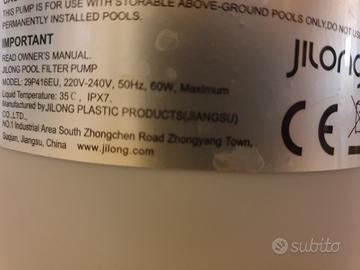 THIS PUMP IS FOR USE WITH STORABLE ABOVE-GROUND POOLS ONLY,DO NOT USE
PERMANENTLY INSTALLED POOLS.
IMPORTANT
READ OWNER'S MANUAL.
JILONG POOL FILTER PUMP
MODEL: 29P416EU, 220V-240V, 50Hz, 60W, Maximum
Liquid Temperature: 35℃, IPX7.
Manufactured by:JILONG PLASTIC PRODUCTS(JIANGSU)
CO.,LTD.,
NO.1 Industrial Area South Zhongchen Road Zhongyang Town,
Suqian, Jiangsu, China www.jilong.com
JILONG
CE
subito